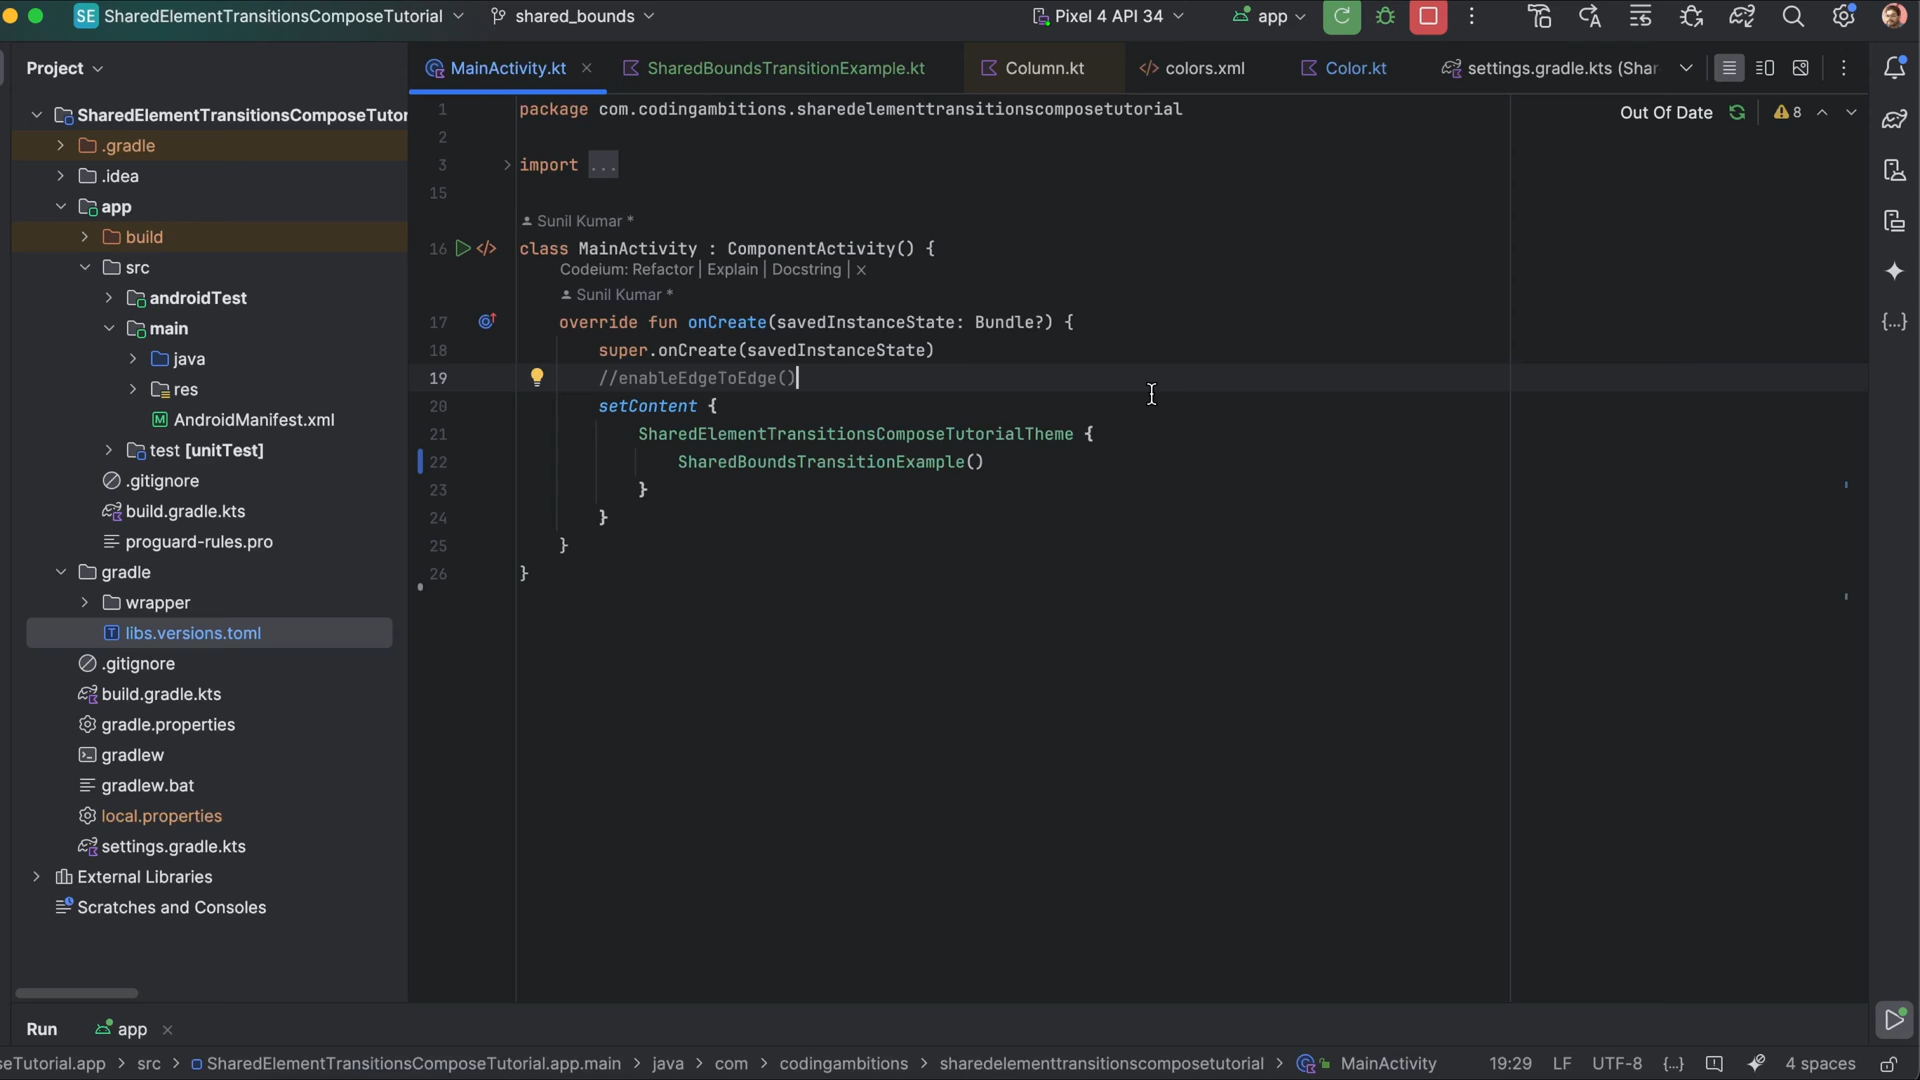 SE SharedElementTransitionsComposeTutorial shared_bounds Pixel 4 API 34 app
Project
MainActivity.kt SharedBoundsTransitionExample.kt Column.kt colors.xml Color.kt settings.gradle.kts (Shar
SharedElementTransitionsComposeTutor
.gradle
.idea
app
build
src
androidTest
main
java
res
AndroidManifest.xml
test [unitTest]
.gitignore
build.gradle.kts
proguard-rules.pro
gradle
wrapper
libs.versions.toml
.gitignore
build.gradle.kts
gradle.properties
gradlew
gradlew.bat
local.properties
settings.gradle.kts
External Libraries
Scratches and Consoles
Out Of Date 8
1 package com.codingambitions.sharedelementtransitionscomposetutorial
2
3 import ...
15
Sunil Kumar *
16 class MainActivity : ComponentActivity() {
Codeium: Refactor | Explain | Docstring | ×
Sunil Kumar *
17 override fun onCreate(savedInstanceState: Bundle?) {
18 super.onCreate(savedInstanceState)
19 //enableEdgeToEdge()
20 setContent {
21 SharedElementTransitionsComposeTutorialTheme {
22 SharedBoundsTransitionExample()
23 }
24 }
25 }
26 }
Run app
seTutorial.app > src > SharedElementTransitionsComposeTutorial.app.main > java > com > codingambitions > sharedelementtransitionscomposetutorial > MainActivity 19:29 LF UTF-8 {...} 4 spaces